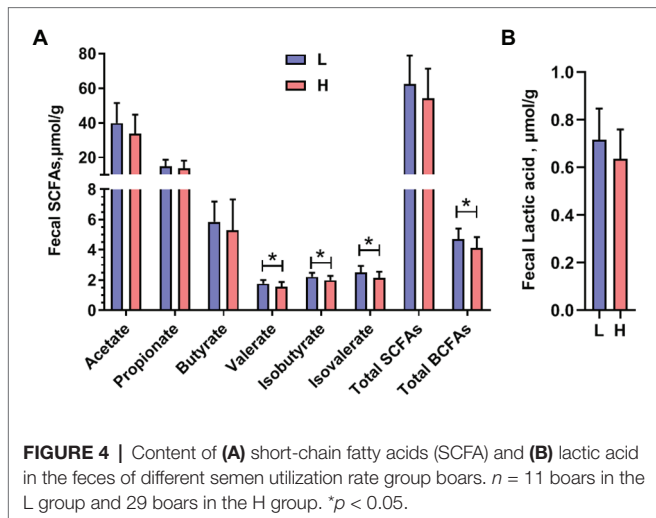 A
B
L
H
Fecal SCFAs,μmol/g
80
60
40
20
8
6
4
2
0
*
*
*
*
Acetate
Propionate
Butyrate
Valerate
Isobutyrate
Isovalerate
Total SCFAs
Total BCFAs
Fecal Lactic acid , μmol/g
1.0
0.8
0.6
0.4
0.2
0.0
L H
FIGURE 4 | Content of (A) short-chain fatty acids (SCFA) and (B) lactic acid
in the feces of different semen utilization rate group boars. n = 11 boars in the
L group and 29 boars in the H group. *p < 0.05.